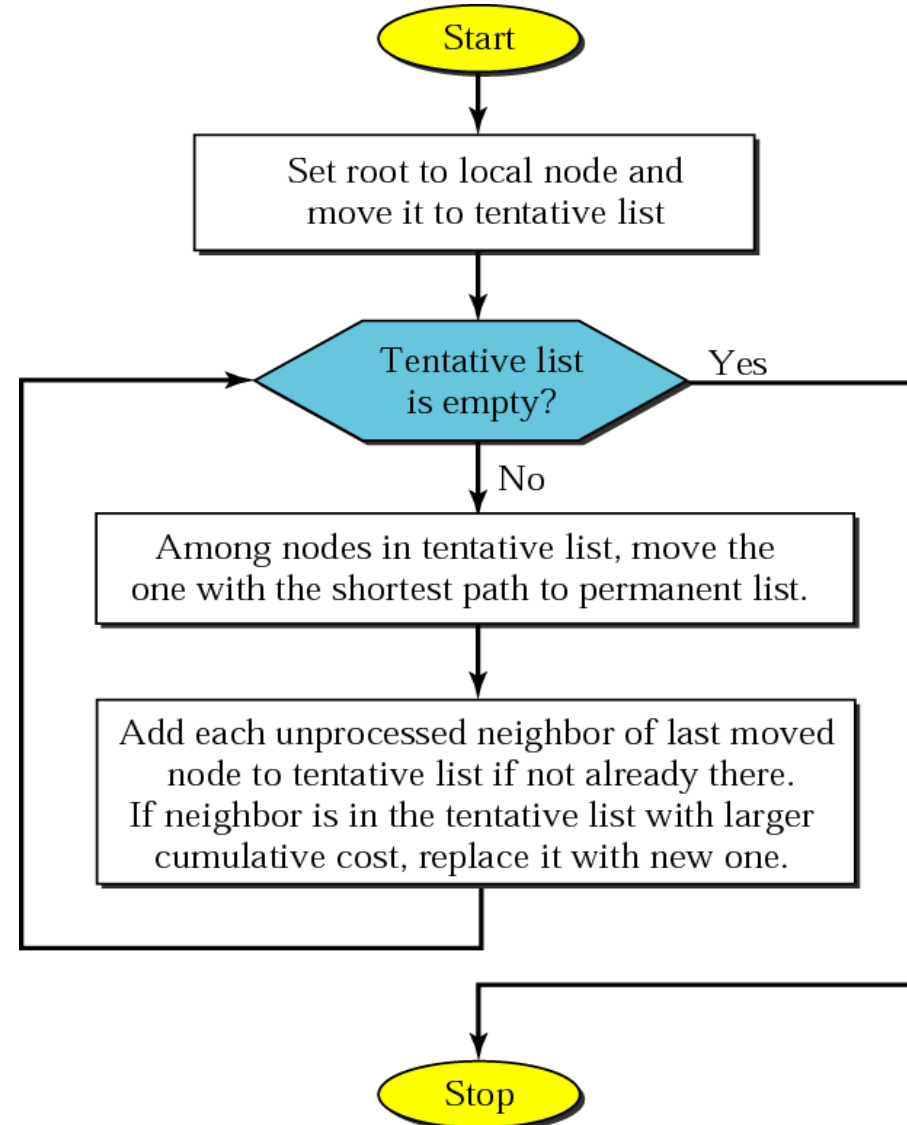 Start
Set root to local node and
move it to tentative list
Tentative list
is empty?
Yes
No
Among nodes in tentative list, move the
one with the shortest path to permanent list.
Add each unprocessed neighbor of last moved
node to tentative list if not already there.
If neighbor is in the tentative list with larger
cumulative cost, replace it with new one.
Stop